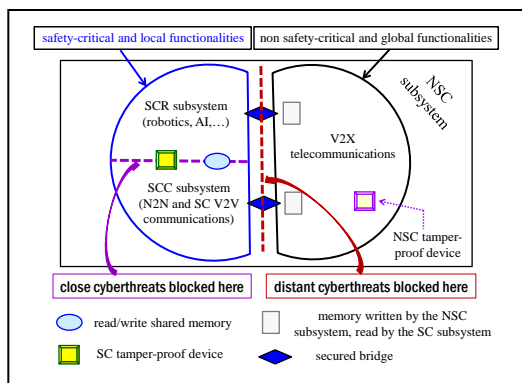 safety-critical and local functionalities
non safety-critical and global functionalities
NSC
subsystem
SCR subsystem
(robotics, AI,…)
V2X
telecommunications
SCC subsystem
(N2N and SC V2V
communications)
NSC tamper-
proof device
close cyberthreats blocked here
distant cyberthreats blocked here
read/write shared memory
memory written by the NSC
subsystem, read by the SC subsystem
SC tamper-proof device
secured bridge